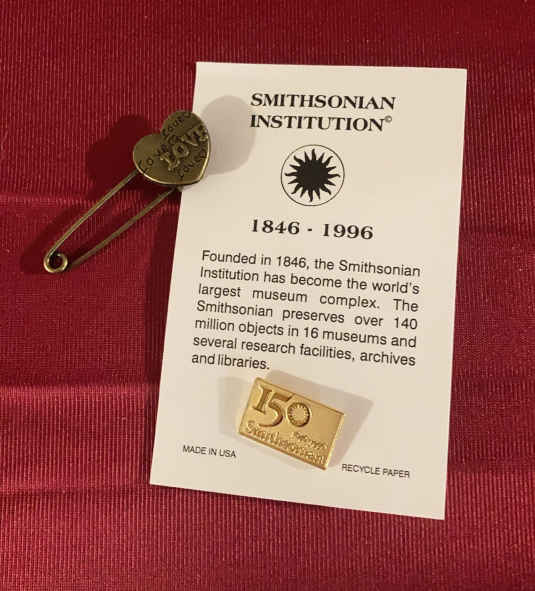 LOVE
SMITHSONIAN
INSTITUTION©
1846 - 1996
Founded in 1846, the Smithsonian
Institution has become the world's
largest museum complex. The
Smithsonian preserves over 140
million objects in 16 museums and
several research facilities, archives
and libraries.
150
Smithsonian
MADE IN USA
RECYCLE PAPER